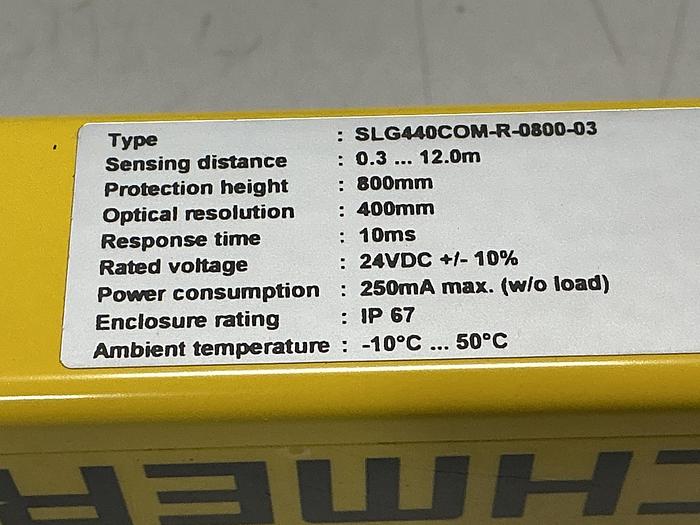 Type : SLG440COM-R-0800-03
Sensing distance : 0.3 ... 12.0m
Protection height : 800mm
Optical resolution : 400mm
Response time : 10ms
Rated voltage : 24VDC +/- 10%
Power consumption : 250mA max. (w/o load)
Enclosure rating : IP 67
Ambient temperature : -10°C ... 50°C